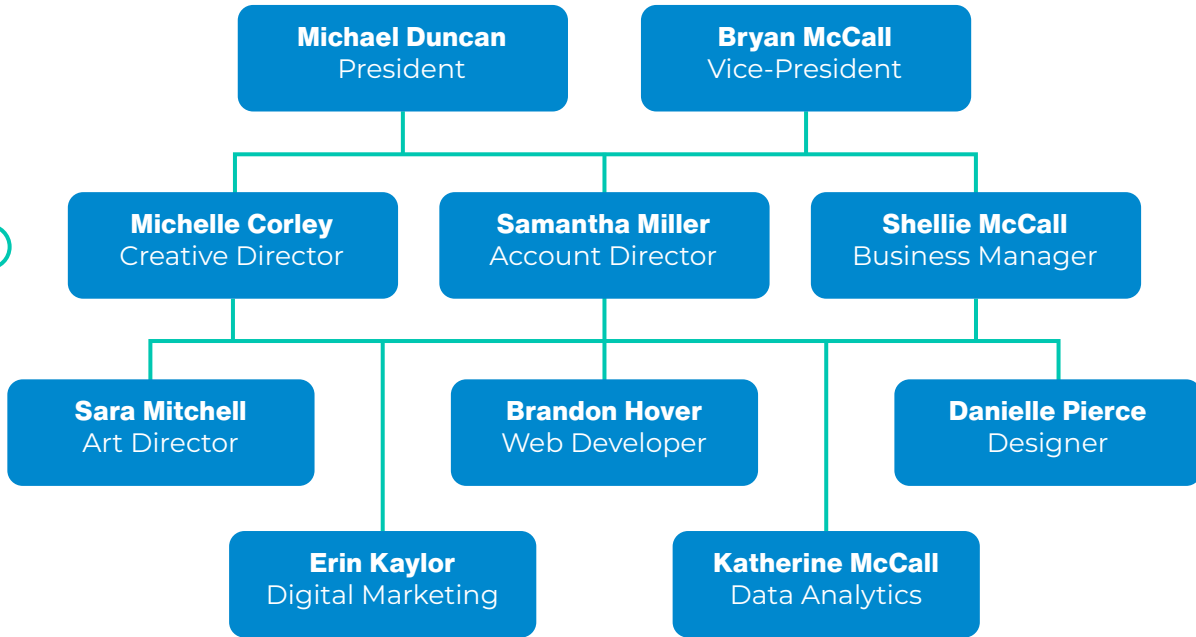 Michael Duncan
President
Bryan McCall
Vice-President
Michelle Corley
Creative Director
Samantha Miller
Account Director
Shellie McCall
Business Manager
Sara Mitchell
Art Director
Brandon Hover
Web Developer
Danielle Pierce
Designer
Erin Kaylor
Digital Marketing
Katherine McCall
Data Analytics